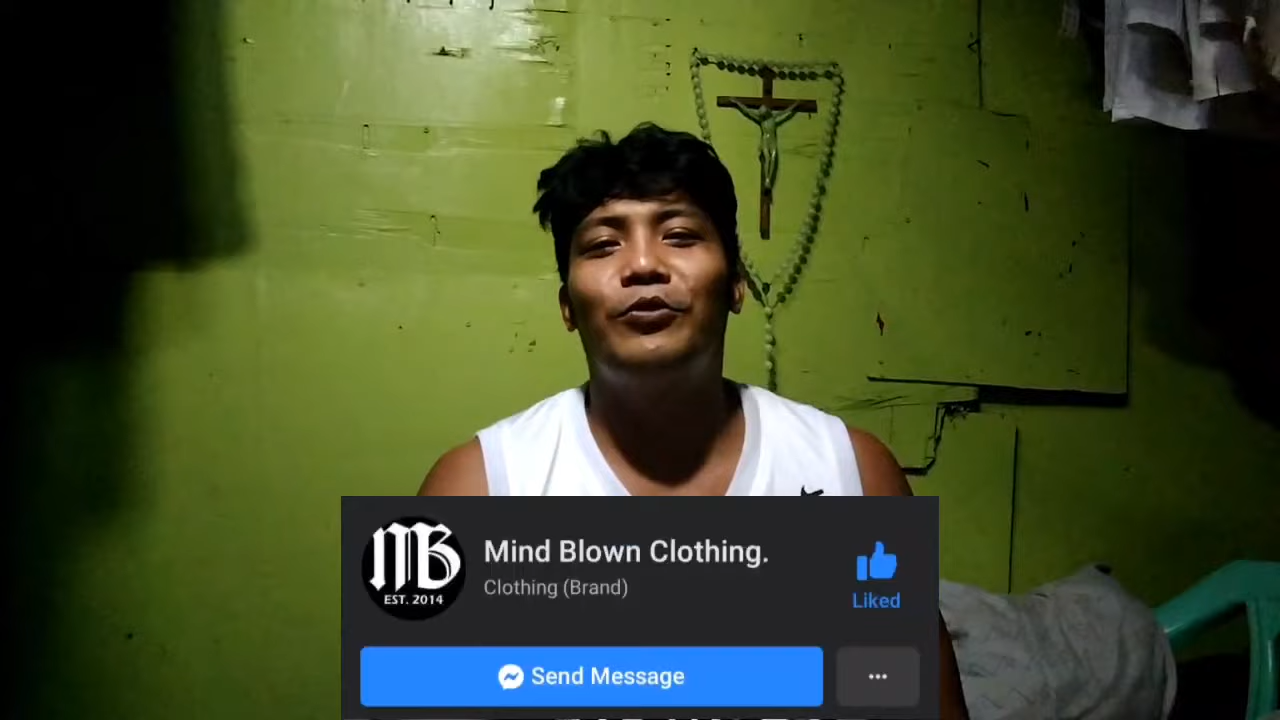 MB
EST. 2014
Mind Blown Clothing.
Clothing (Brand)
Liked
Send Message